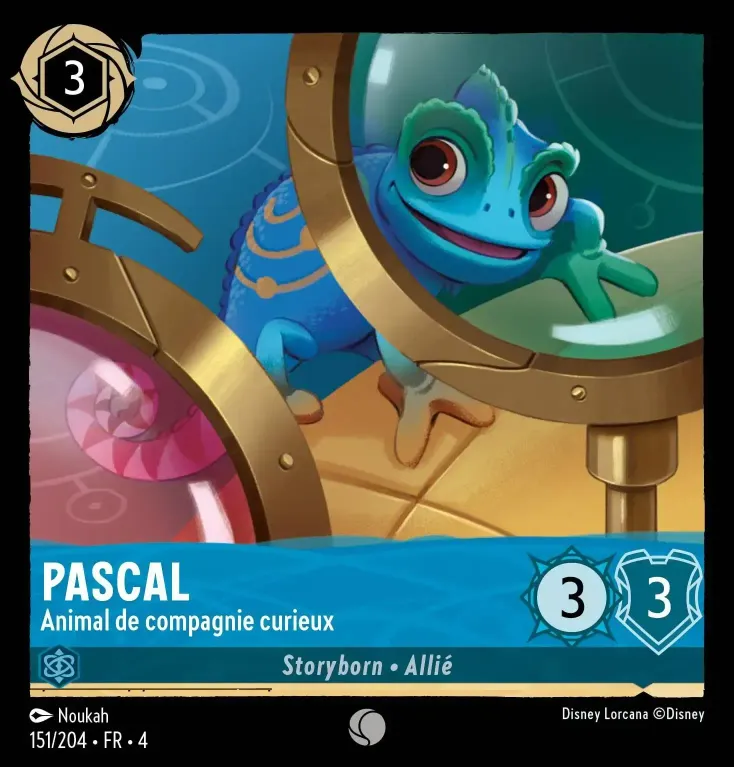 3
PASCAL
Animal de compagnie curieux
3
3
Storyborn • Allié
Noukah
Disney Lorcana ©Disney
151/204 • FR • 4